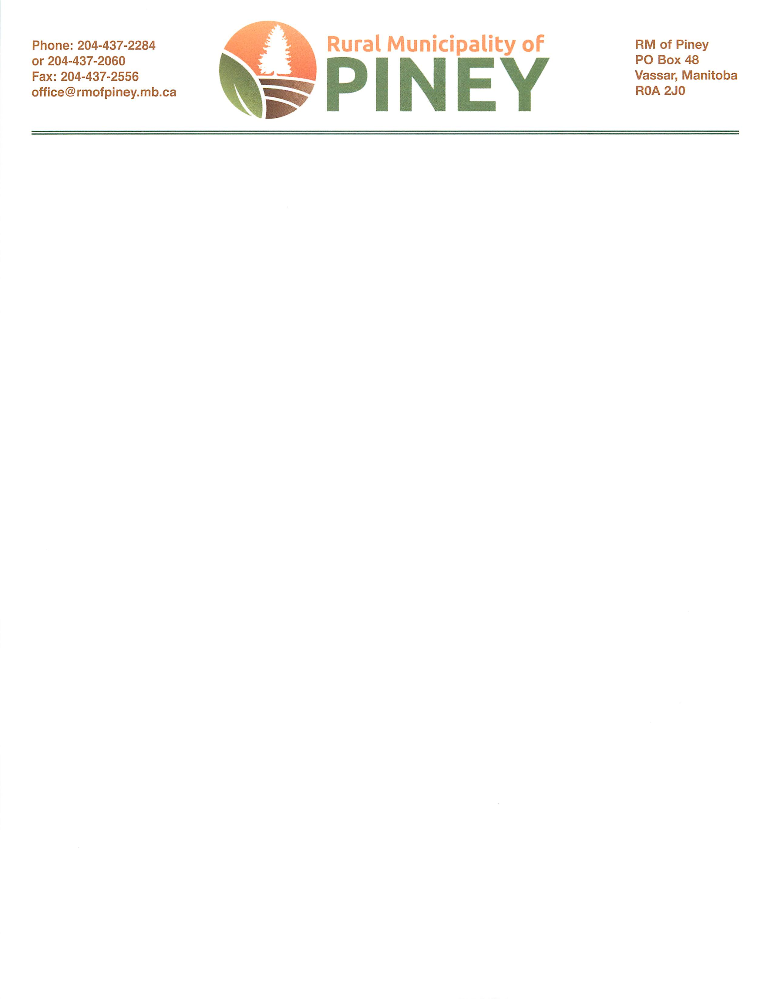 Phone: 204-437-2284
or 204-437-2060
Fax: 204-437-2556
office@rmofpiney.mb.ca
Rural Municipality of
PINEY
RM of Piney
PO Box 48
Vassar, Manitoba
R0A 2J0